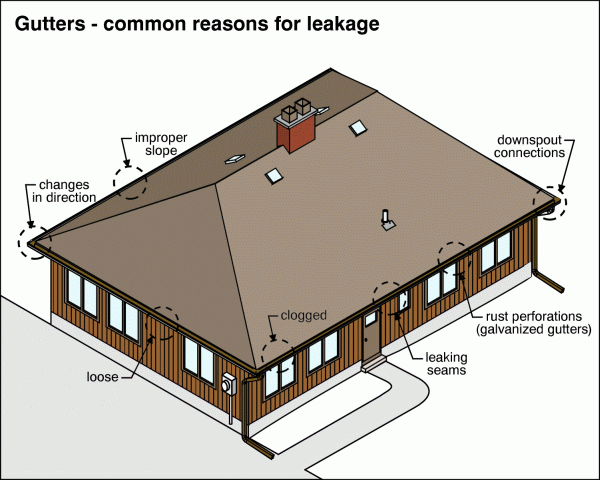 Gutters - common reasons for leakage
improper
slope
downspout
connections
changes
in direction
clogged
rust perforations
(galvanized gutters)
leaking
seams
loose